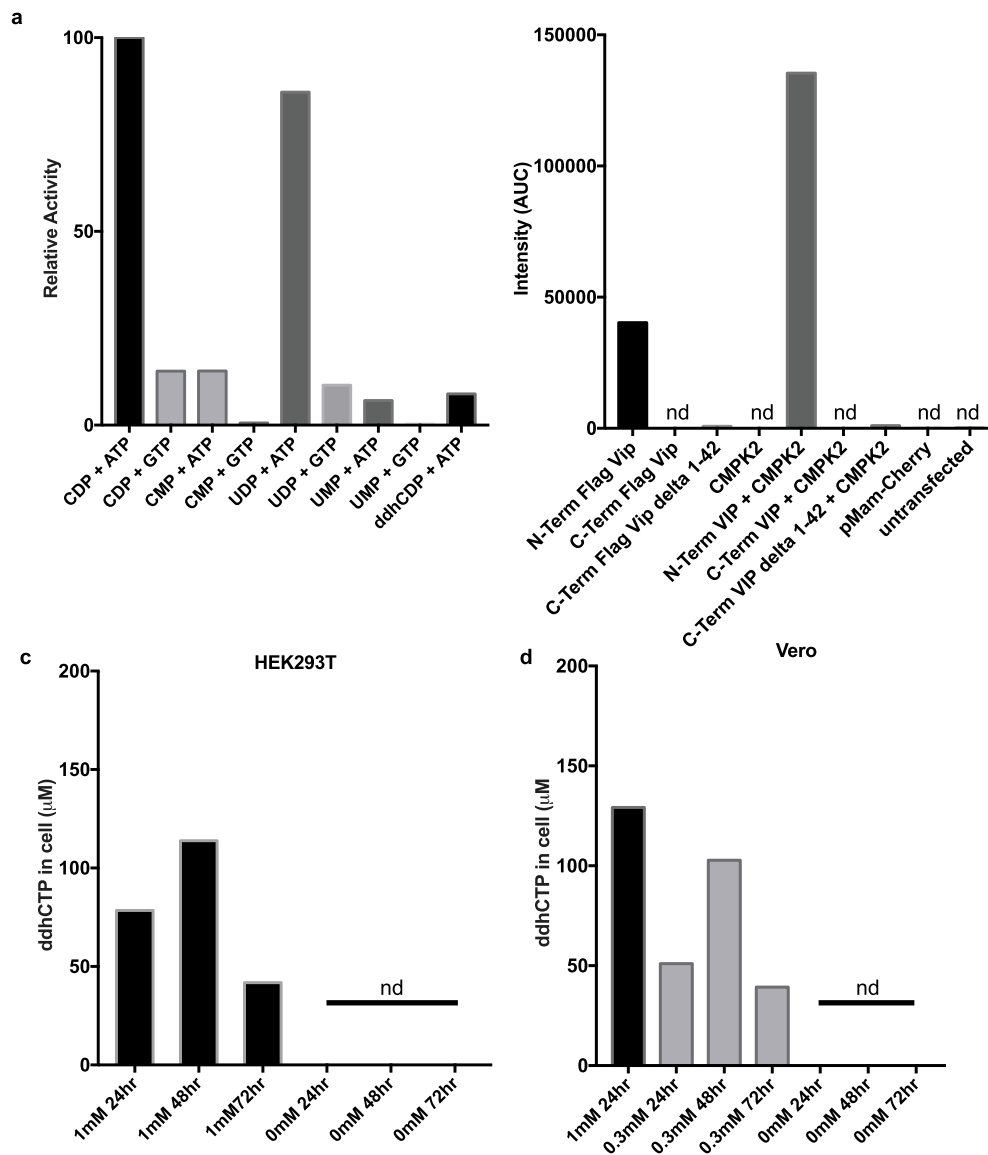 a
Relative Activity
100
50
0
CDP + ATP
CDP + GTP
CMP + ATP
CMP + GTP
UDP + ATP
UDP + GTP
UMP + ATP
UMP + GTP
ddhCDP + ATP
Intensity (AUC)
150000
100000
50000
0
nd
nd
nd
nd
nd
N-Term Flag Vip
C-Term Flag Vip
C-Term Flag Vip delta 1-42
CMPK2
N-Term VIP + CMPK2
C-Term VIP + CMPK2
C-Term VIP delta 1-42 + CMPK2
pMam-Cherry
untransfected
c
HEK293T
ddhCTP in cell (μM)
200
150
100
50
0
nd
1mM 24hr
1mM 48hr
1mM72hr
0mM 24hr
0mM 48hr
0mM 72hr
d
Vero
ddhCTP in cell (μM
200
150
100
50
0
nd
1mM 24hr
0.3mM 24hr
0.3mM 48hr
0.3mM 72hr
0mM 24hr
0mM 48hr
0mM 72hr